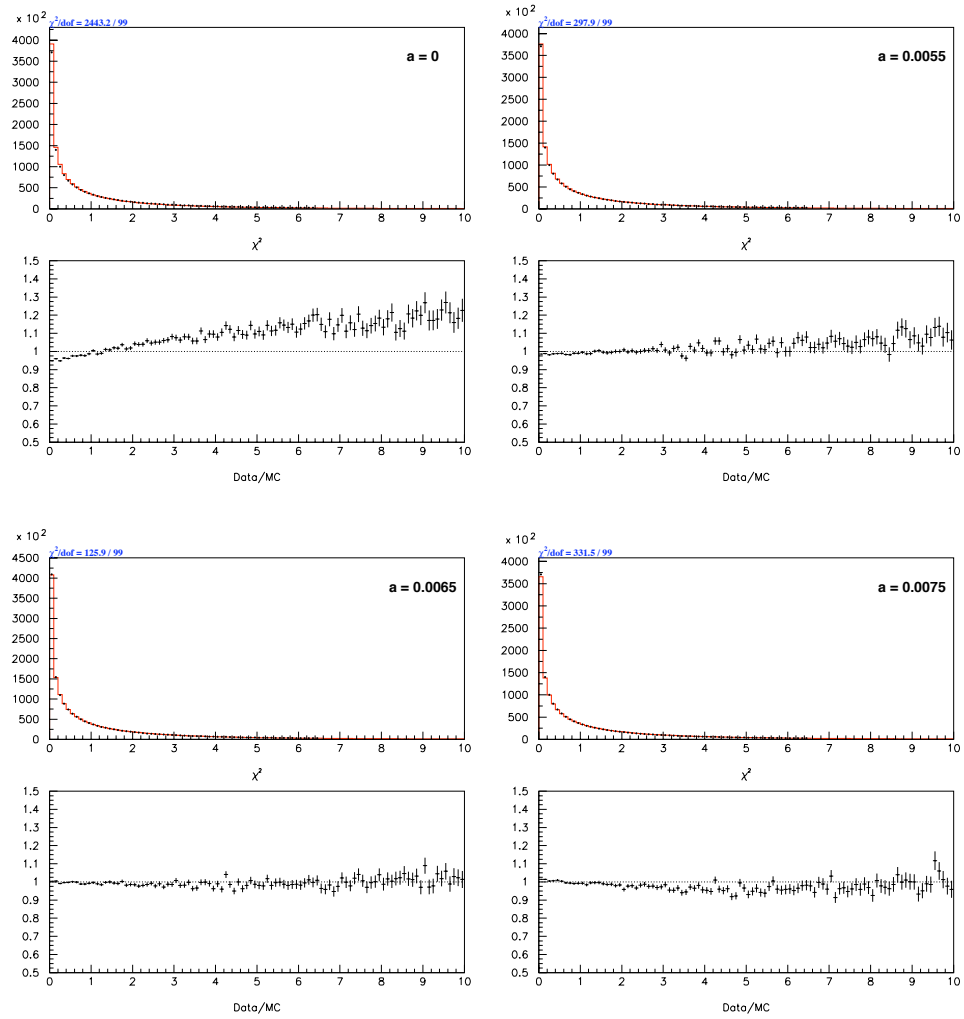 x 10²
χ²/dof = 2443.2 / 99
a = 0
4000
3500
3000
2500
2000
1500
1000
500
0
0 1 2 3 4 5 6 7 8 9 10
χ²
1.5
1.4
1.3
1.2
1.1
1
0.9
0.8
0.7
0.6
0.5
0 1 2 3 4 5 6 7 8 9 10
Data/MC
x 10²
χ²/dof = 297.9 / 99
a = 0.0055
4000
3500
3000
2500
2000
1500
1000
500
0
0 1 2 3 4 5 6 7 8 9 10
χ²
1.5
1.4
1.3
1.2
1.1
1
0.9
0.8
0.7
0.6
0.5
0 1 2 3 4 5 6 7 8 9 10
Data/MC
x 10²
χ²/dof = 125.9 / 99
a = 0.0065
4500
4000
3500
3000
2500
2000
1500
1000
500
0
0 1 2 3 4 5 6 7 8 9 10
χ²
1.5
1.4
1.3
1.2
1.1
1
0.9
0.8
0.7
0.6
0.5
0 1 2 3 4 5 6 7 8 9 10
Data/MC
x 10²
χ²/dof = 331.5 / 99
a = 0.0075
4000
3500
3000
2500
2000
1500
1000
500
0
0 1 2 3 4 5 6 7 8 9 10
χ²
1.5
1.4
1.3
1.2
1.1
1
0.9
0.8
0.7
0.6
0.5
0 1 2 3 4 5 6 7 8 9 10
Data/MC